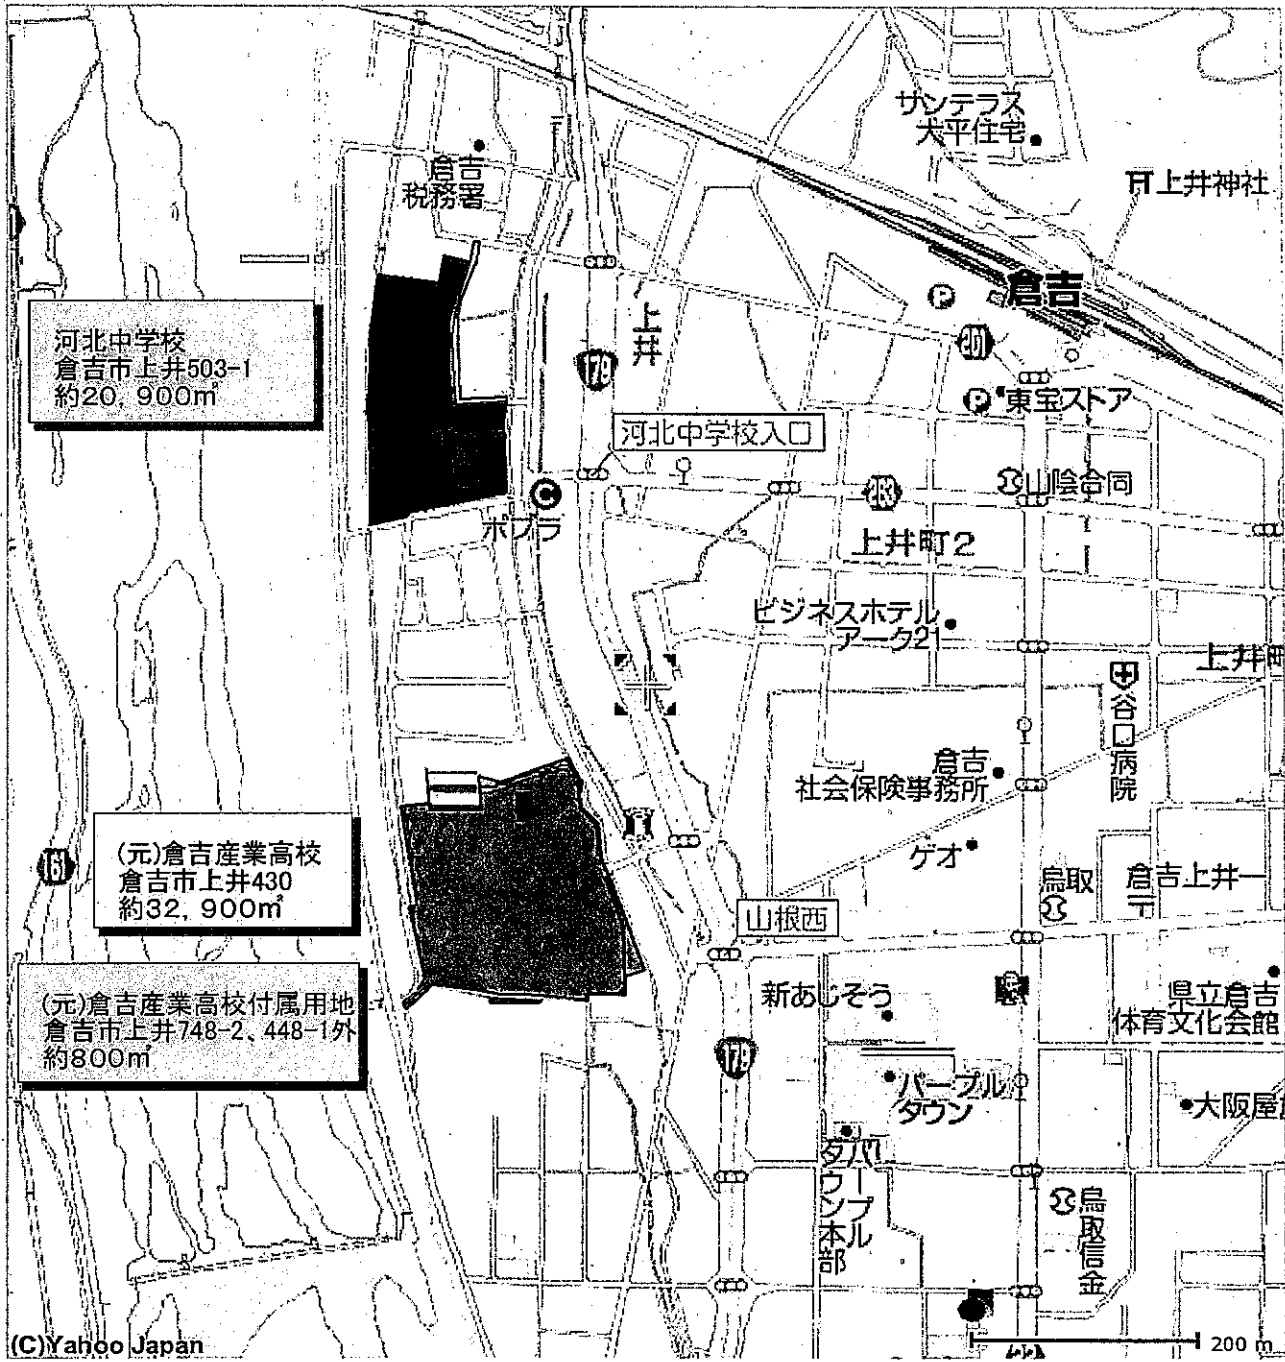 サンテラス
大平住宅
上井神社
倉吉
税務署
倉吉
P
201
上井
179
P
東宝ストア
河北中学校
倉吉市上井503-1
約20,900㎡
河北中学校入口
山陰合同
C
ポプラ
上井町2
ビジネスホテル
アーク21
上井町
谷口病院
倉吉
社会保険事務所
ゲオ
(元)倉吉産業高校
倉吉市上井430
約32,900㎡
161
鳥取
倉吉上井一
山根西
(元)倉吉産業高校付属用地
倉吉市上井748-2、448-1外
約800㎡
新あじそう
県立倉吉
体育文化会館
179
パープル
タウン
大阪屋
パープル
タウン本部
鳥取信金
(C)Yahoo Japan
200 m